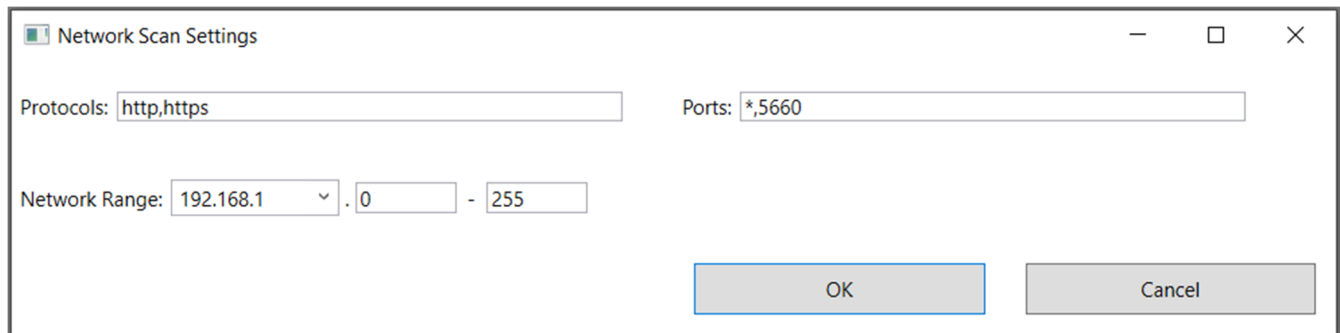 Network Scan Settings
Protocols: http,https Ports: *,5660
Network Range: 192.168.1 . 0 - 255
OK Cancel